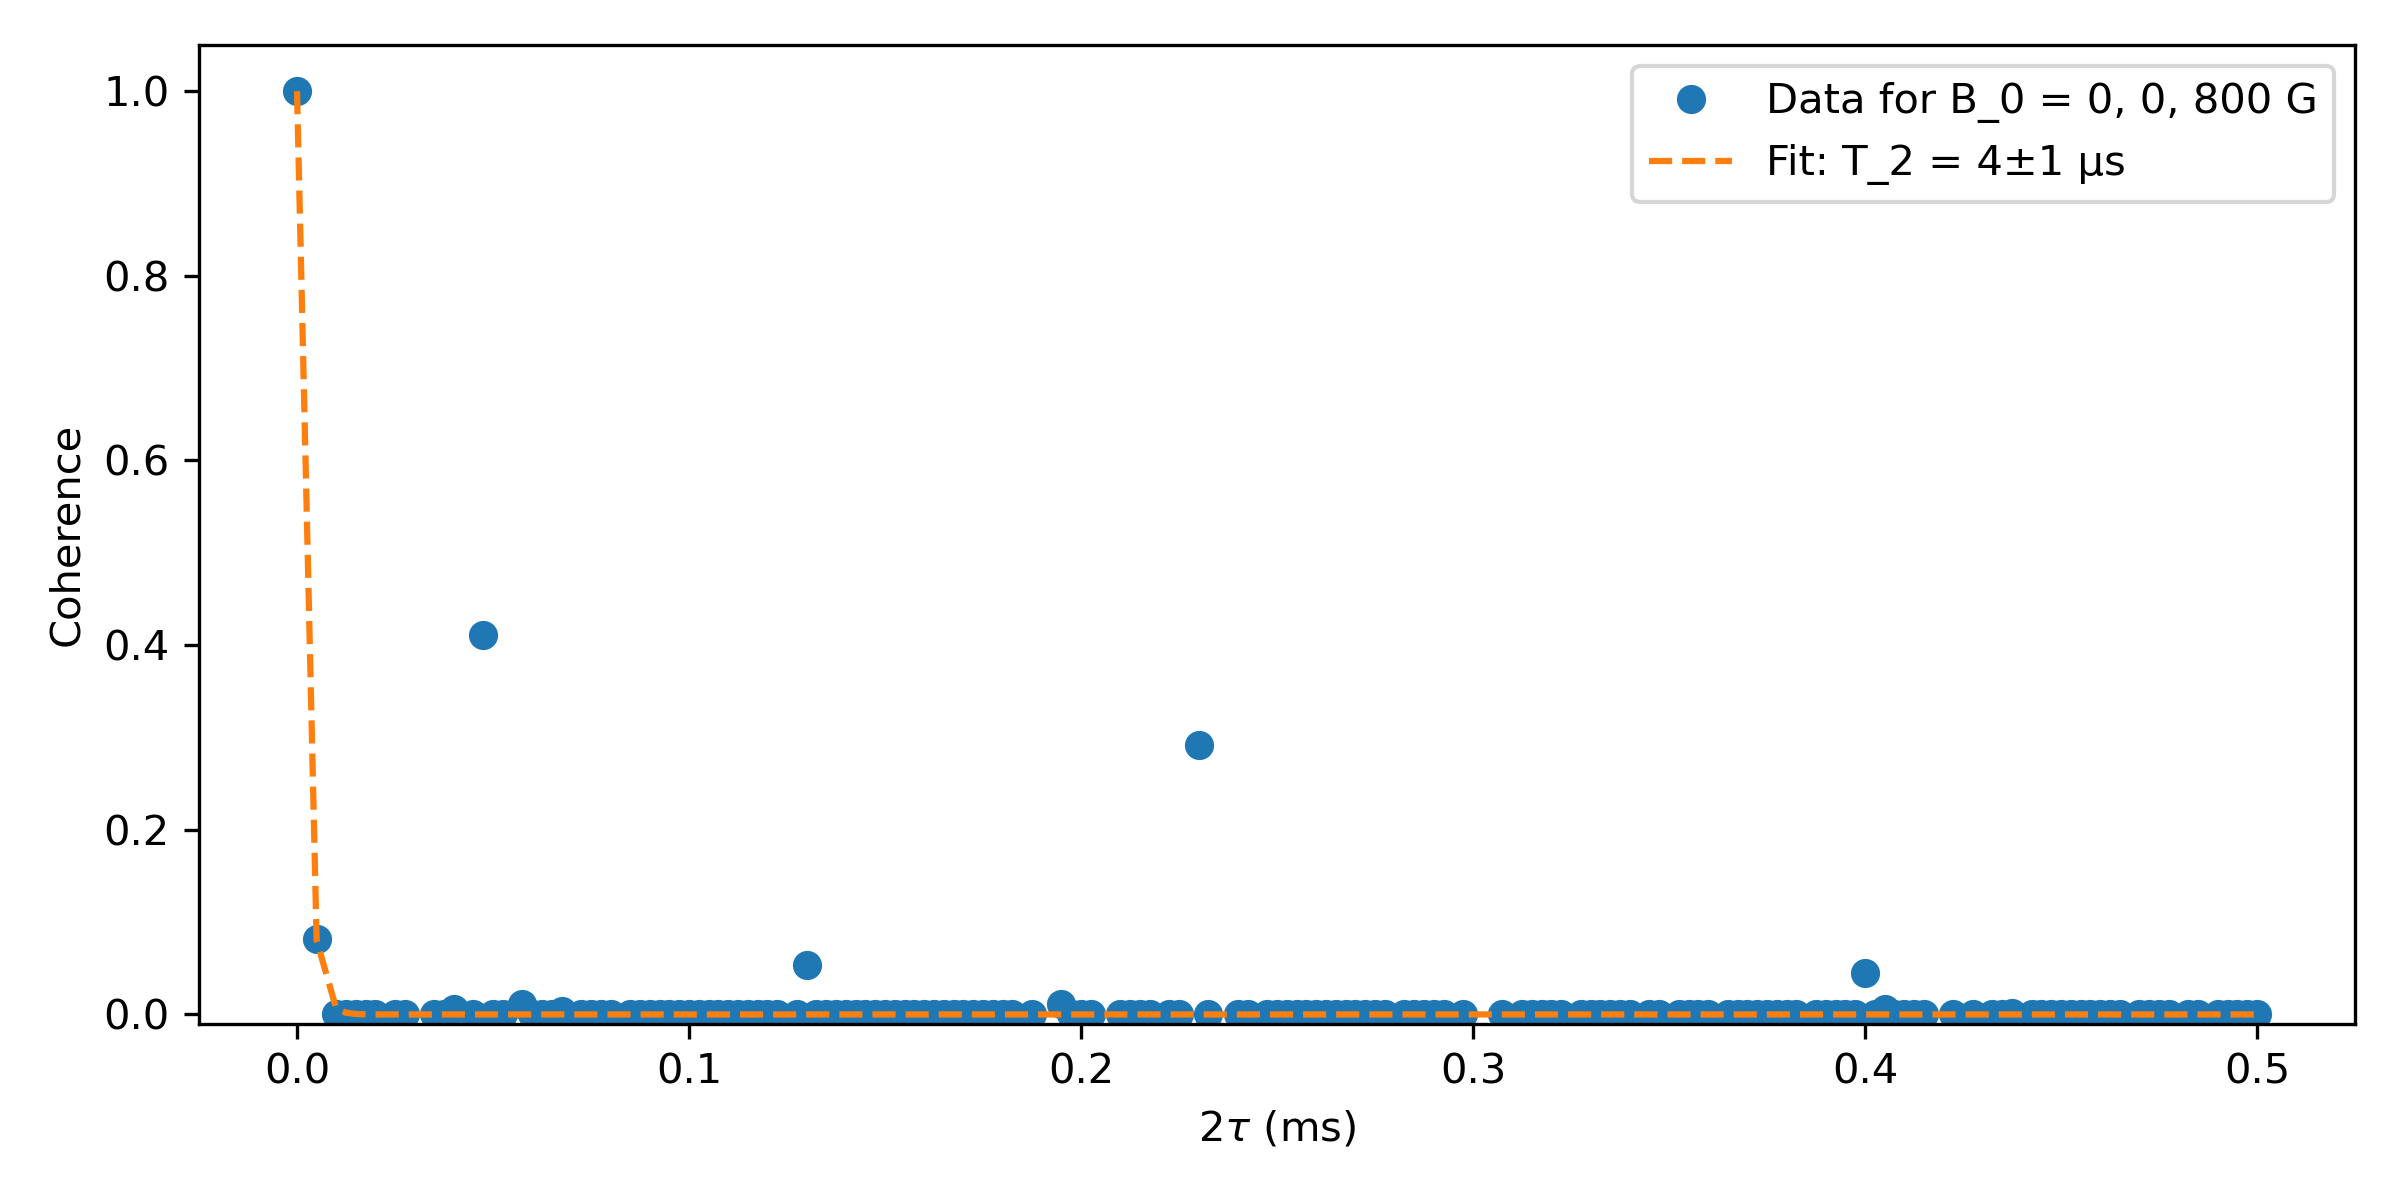 Data for B_0 = 0, 0, 800 G
Fit: T_2 = 4±1 μs
1.0
0.8
0.6
0.4
0.2
0.0
Coherence
0.0 0.1 0.2 0.3 0.4 0.5
2τ (ms)